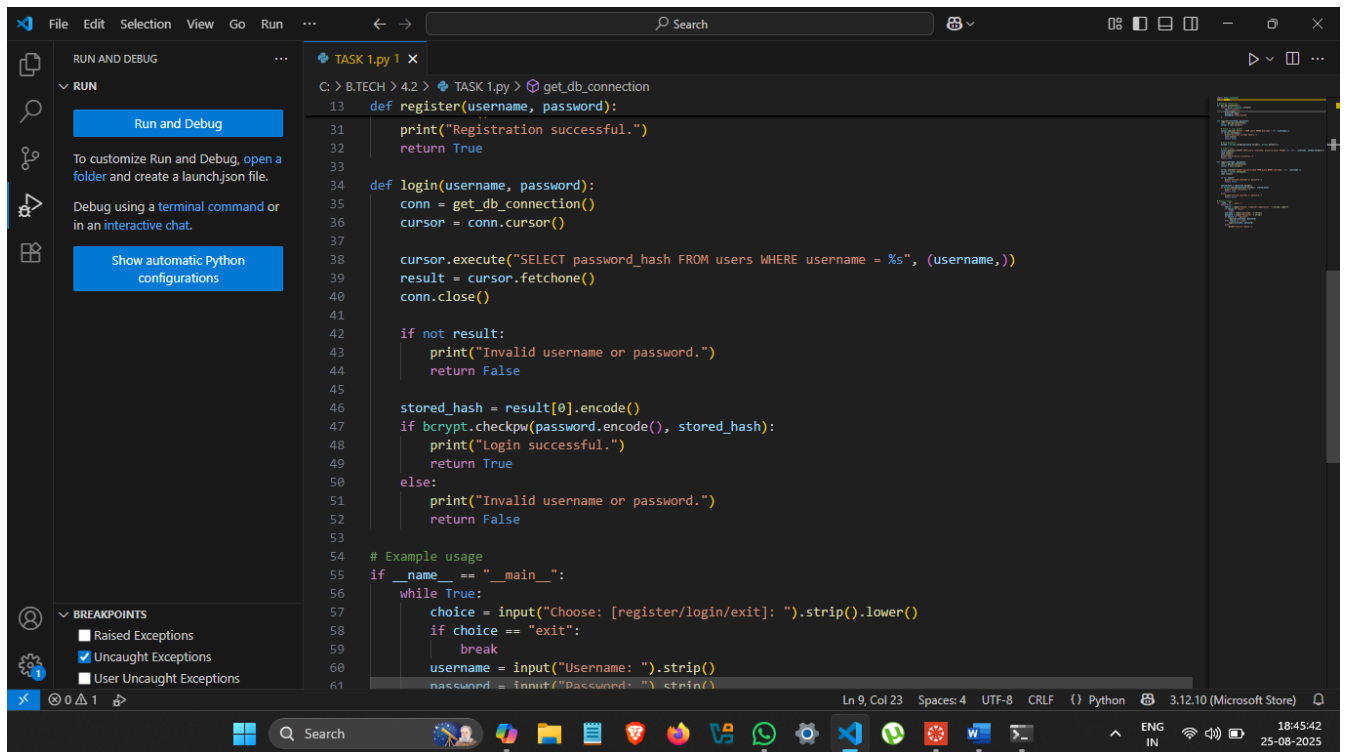 File Edit Selection View Go Run ··· Search
RUN AND DEBUG ···
RUN
Run and Debug
To customize Run and Debug, open a
folder and create a launch.json file.
Debug using a terminal command or
in an interactive chat.
Show automatic Python
configurations
BREAKPOINTS
Raised Exceptions
Uncaught Exceptions
User Uncaught Exceptions
TASK 1.py 1
C: > B.TECH > 4.2 > TASK 1.py > get_db_connection
13 def register(username, password):
31 print("Registration successful.")
32 return True
33
34 def login(username, password):
35 conn = get_db_connection()
36 cursor = conn.cursor()
37
38 cursor.execute("SELECT password_hash FROM users WHERE username = %s", (username,))
39 result = cursor.fetchone()
40 conn.close()
41
42 if not result:
43 print("Invalid username or password.")
44 return False
45
46 stored_hash = result[0].encode()
47 if bcrypt.checkpw(password.encode(), stored_hash):
48 print("Login successful.")
49 return True
50 else:
51 print("Invalid username or password.")
52 return False
53
54 # Example usage
55 if __name__ == "__main__":
56 while True:
57 choice = input("Choose: [register/login/exit]: ").strip().lower()
58 if choice == "exit":
59 break
60 username = input("Username: ").strip()
61 password = input("Password: ").strip()
0 1 Ln 9, Col 23 Spaces: 4 UTF-8 CRLF {} Python 3.12.10 (Microsoft Store)
Search ENG 18:45:42
IN 25-08-2025